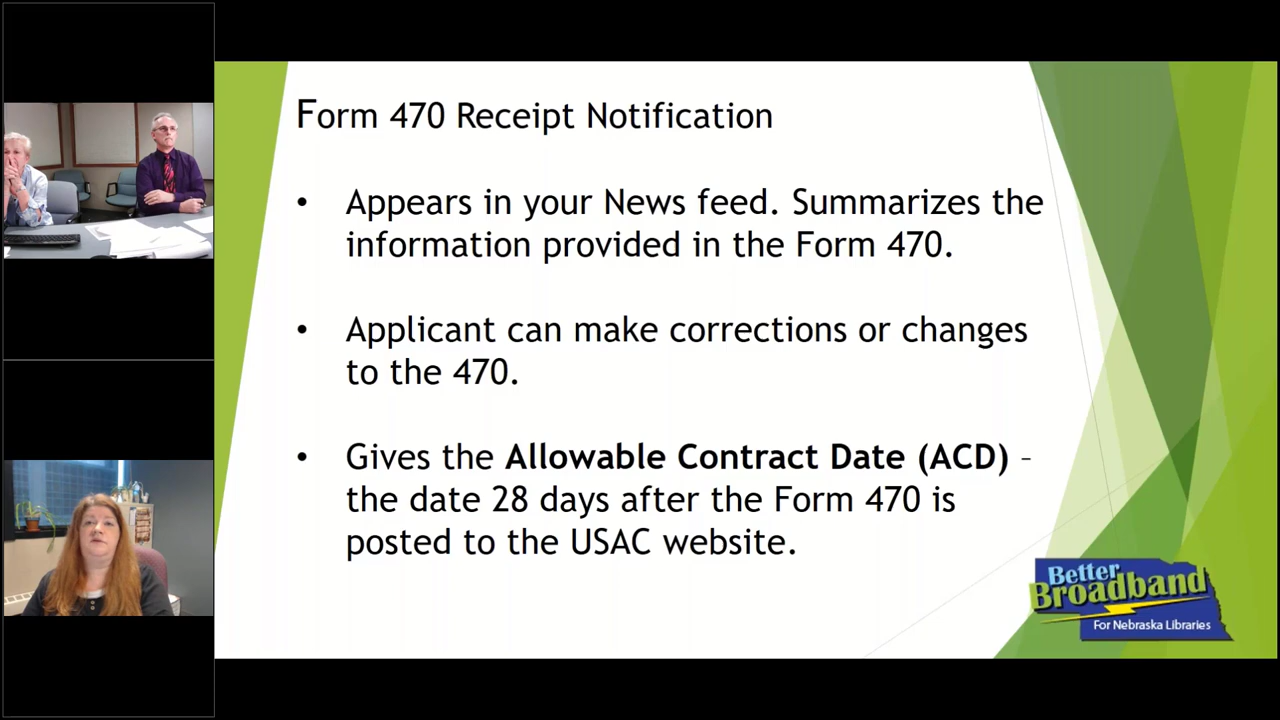 Form 470 Receipt Notification
• Appears in your News feed. Summarizes the
information provided in the Form 470.
• Applicant can make corrections or changes
to the 470.
• Gives the Allowable Contract Date (ACD) –
the date 28 days after the Form 470 is
posted to the USAC website.
Better
Broadband
For Nebraska Libraries